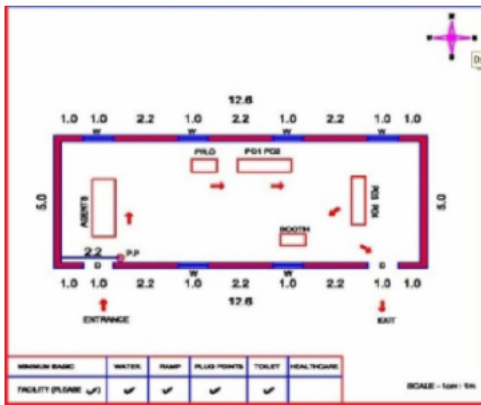 12.6
1.0 1.0 2.2 1.0 2.2 1.0 2.2 1.0 1.0
W W W W
PRLO PO1 PO2
5.0 AGENTS PO3 PO4 5.0
BOOTH
2.2 P.P
D W W D
1.0 1.0 2.2 1.0 2.2 1.0 2.2 1.0 1.0
12.6
ENTRANCE EXIT
MINIMUM BASIC WATER RAMP PLUG POINTS TOILET HEALTHCARE
FACILITY (PLEASE ✓) ✓ ✓ ✓ ✓
SCALE - 1cm : 1m